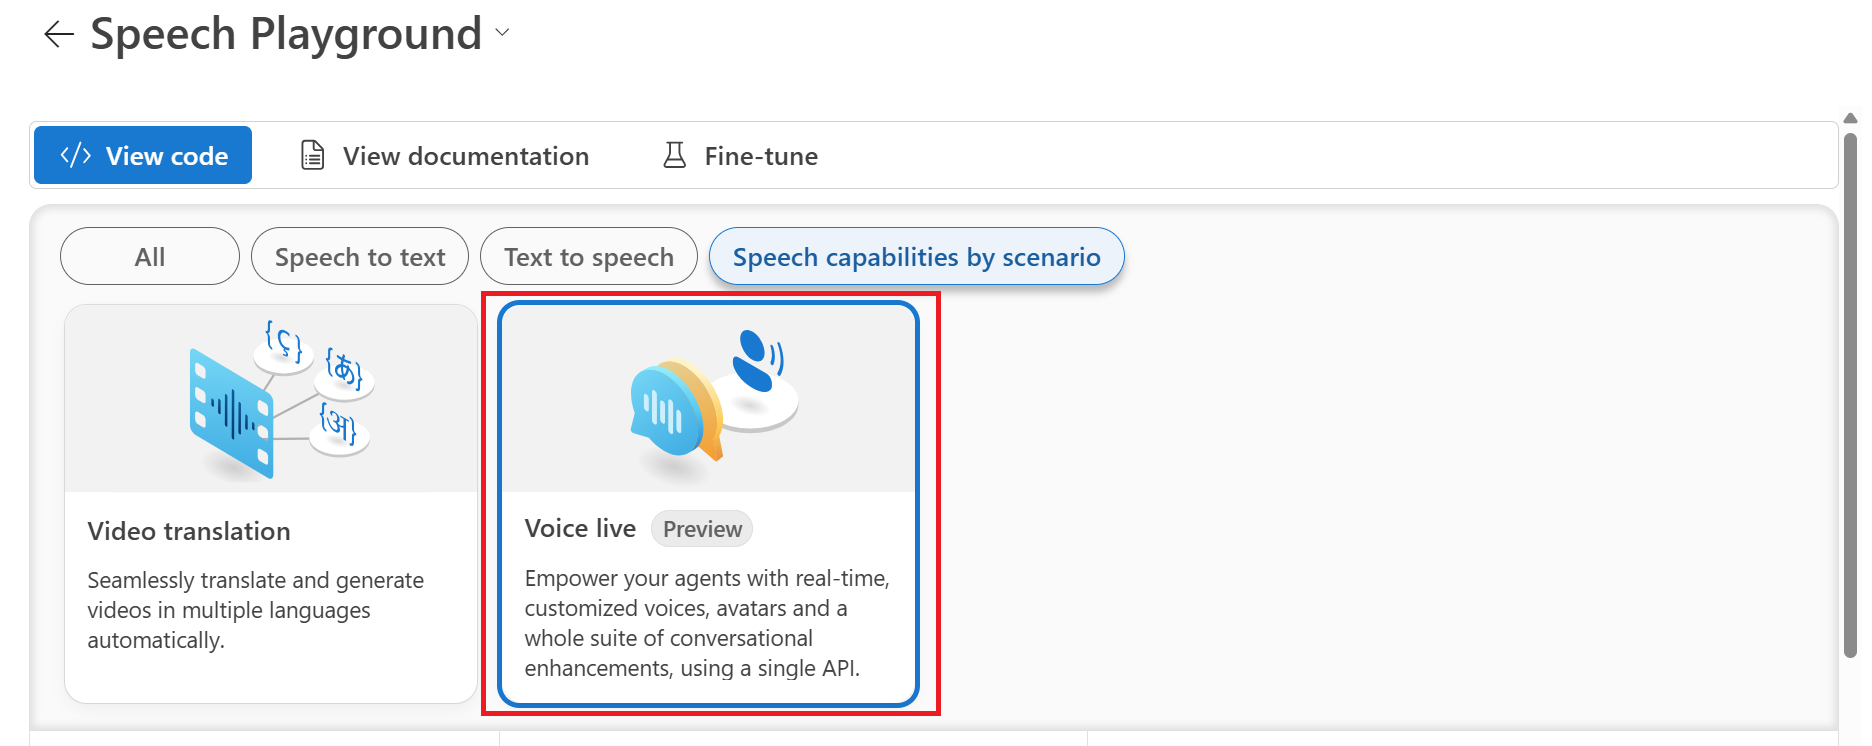 Speech Playground
</> View code
View documentation
Fine-tune
All
Speech to text
Text to speech
Speech capabilities by scenario
{ç}
{あ}
{अ}
Video translation
Seamlessly translate and generate
videos in multiple languages
automatically.
Voice live
Preview
Empower your agents with real-time,
customized voices, avatars and a
whole suite of conversational
enhancements, using a single API.